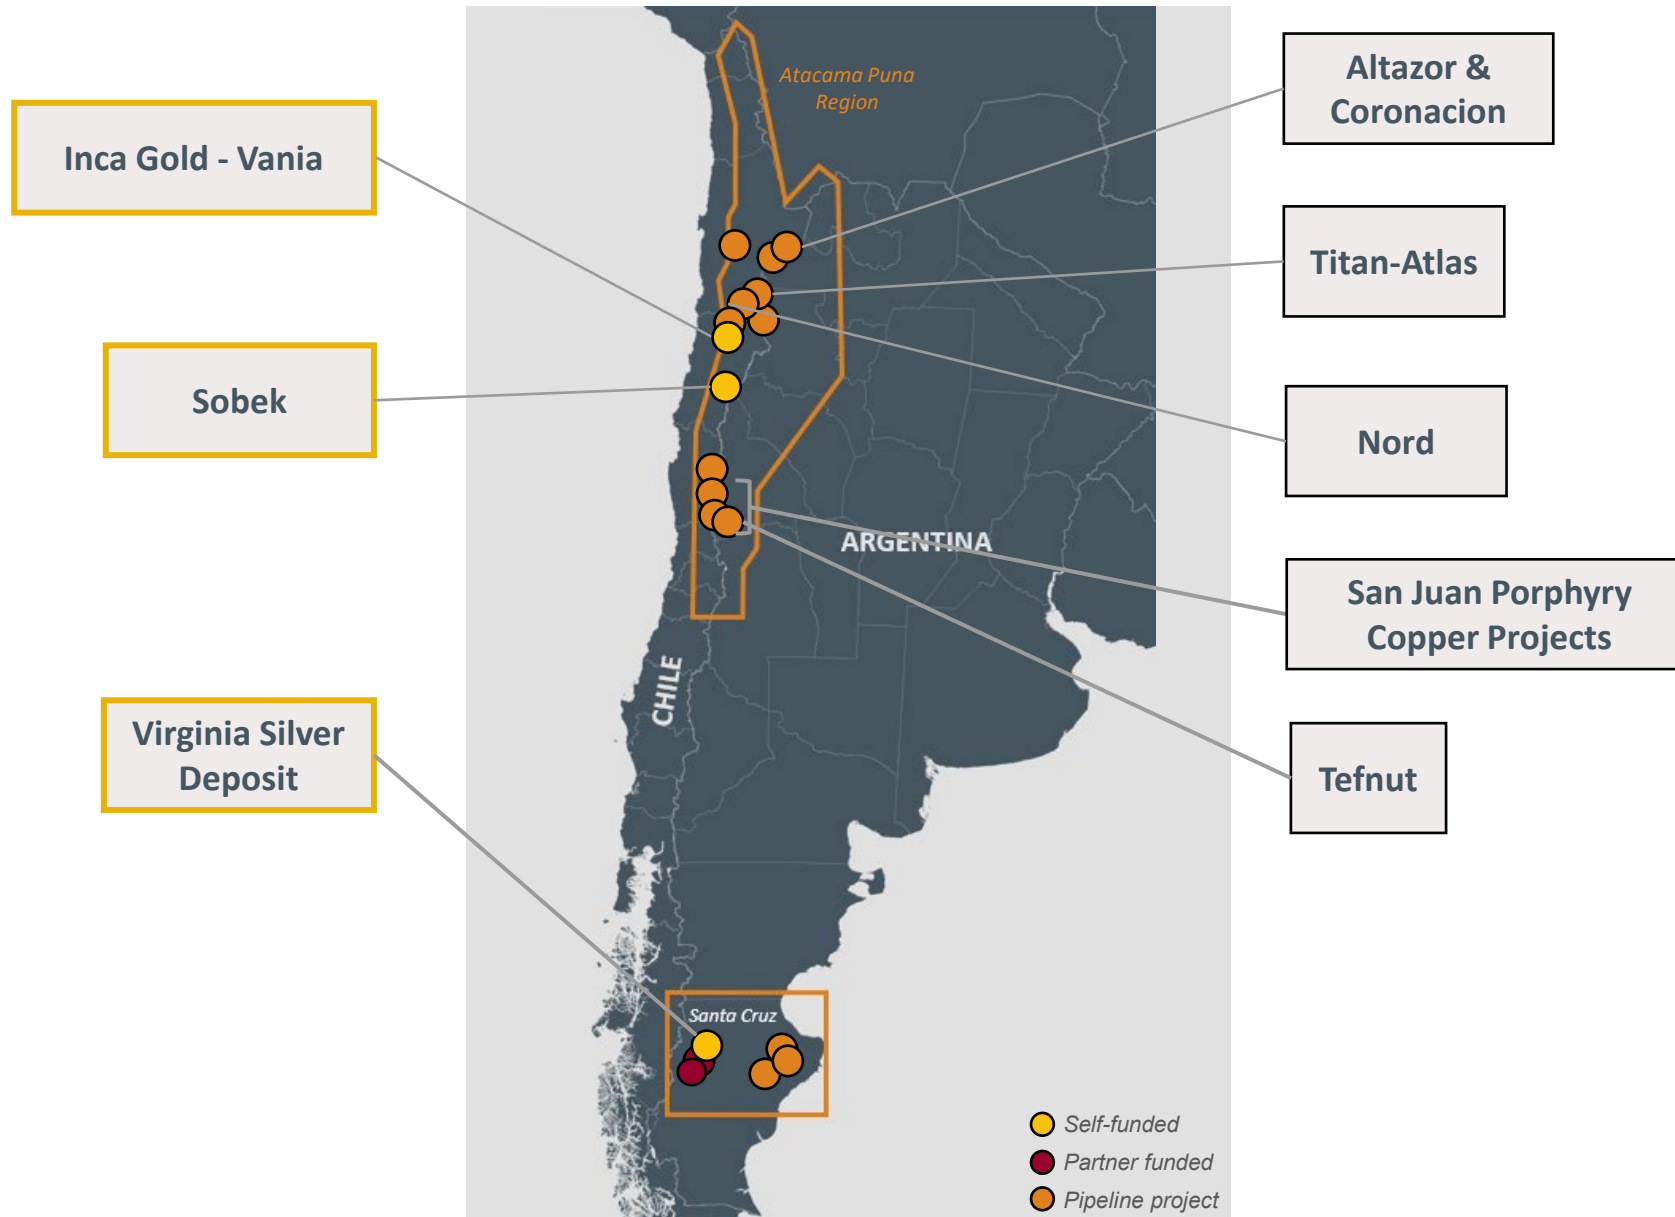 Inca Gold - Vania
Sobek
Virginia Silver
Deposit
Atacama Puna
Region
ARGENTINA
CHILE
Santa Cruz
Self-funded
Partner funded
Pipeline project
Altazor &
Coronacion
Titan-Atlas
Nord
San Juan Porphyry
Copper Projects
Tefnut